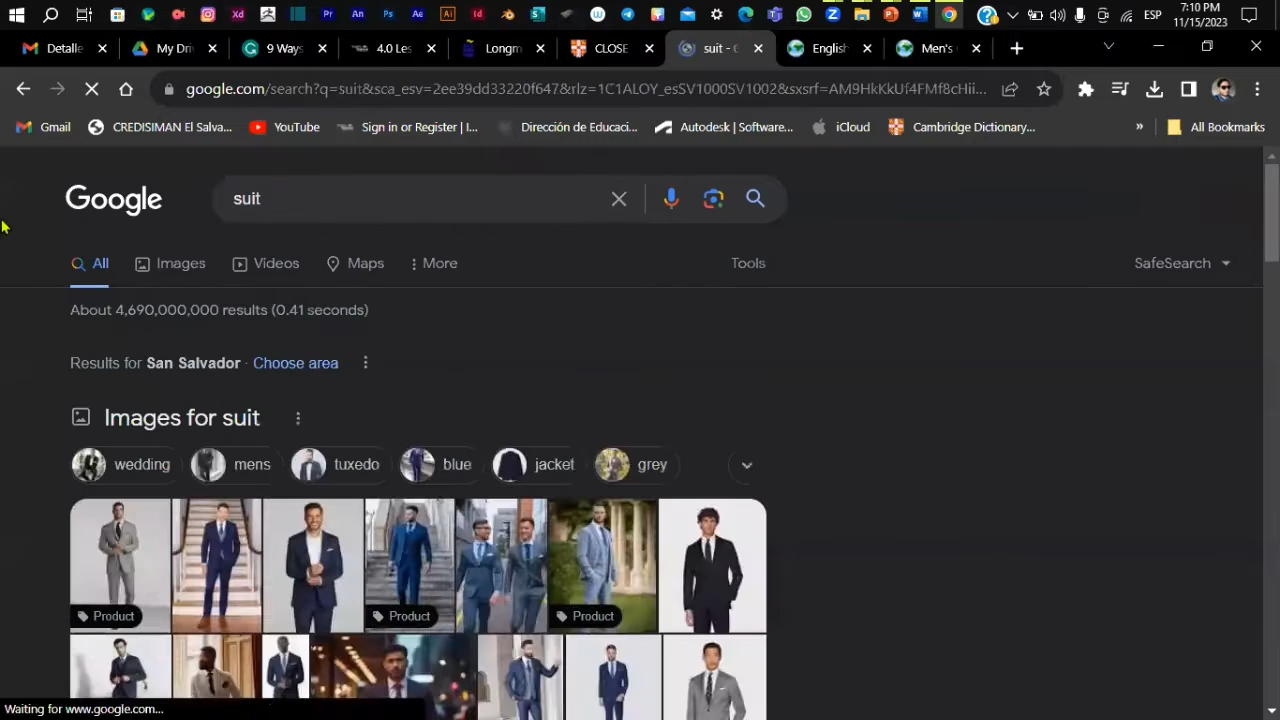 ESP
7:10 PM
11/15/2023
Detalle
My Driv
9 Ways
4.0 Les
Longm
CLOSE
suit - G
English
Men's
google.com/search?q=suit&sca_esv=2ee39dd33220f647&rlz=1C1ALOY_esSV1000SV1002&sxsrf=AM9HkKkUf4FMf8cHii...
Gmail
CREDISIMAN El Salva...
YouTube
Sign in or Register | I...
Dirección de Educaci...
Autodesk | Software...
iCloud
Cambridge Dictionary...
»
All Bookmarks
Google
suit
All
Images
Videos
Maps
More
Tools
SafeSearch
About 4,690,000,000 results (0.41 seconds)
Results for San Salvador · Choose area
Images for suit
wedding
mens
tuxedo
blue
jacket
grey
Product
Product
Product
Waiting for www.google.com...